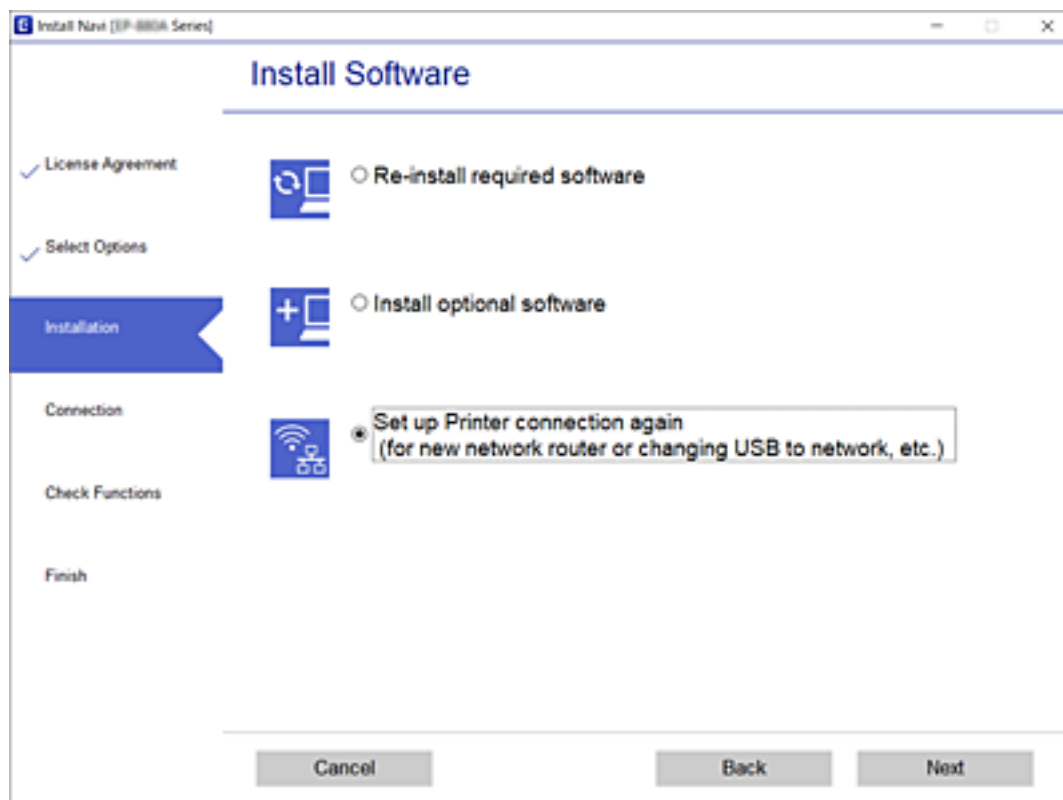 Install Navi [EP-880A Series]
Install Software
License Agreement
Select Options
Installation
Connection
Check Functions
Finish
Re-install required software
Install optional software
Set up Printer connection again
(for new network router or changing USB to network, etc.)
Cancel
Back
Next